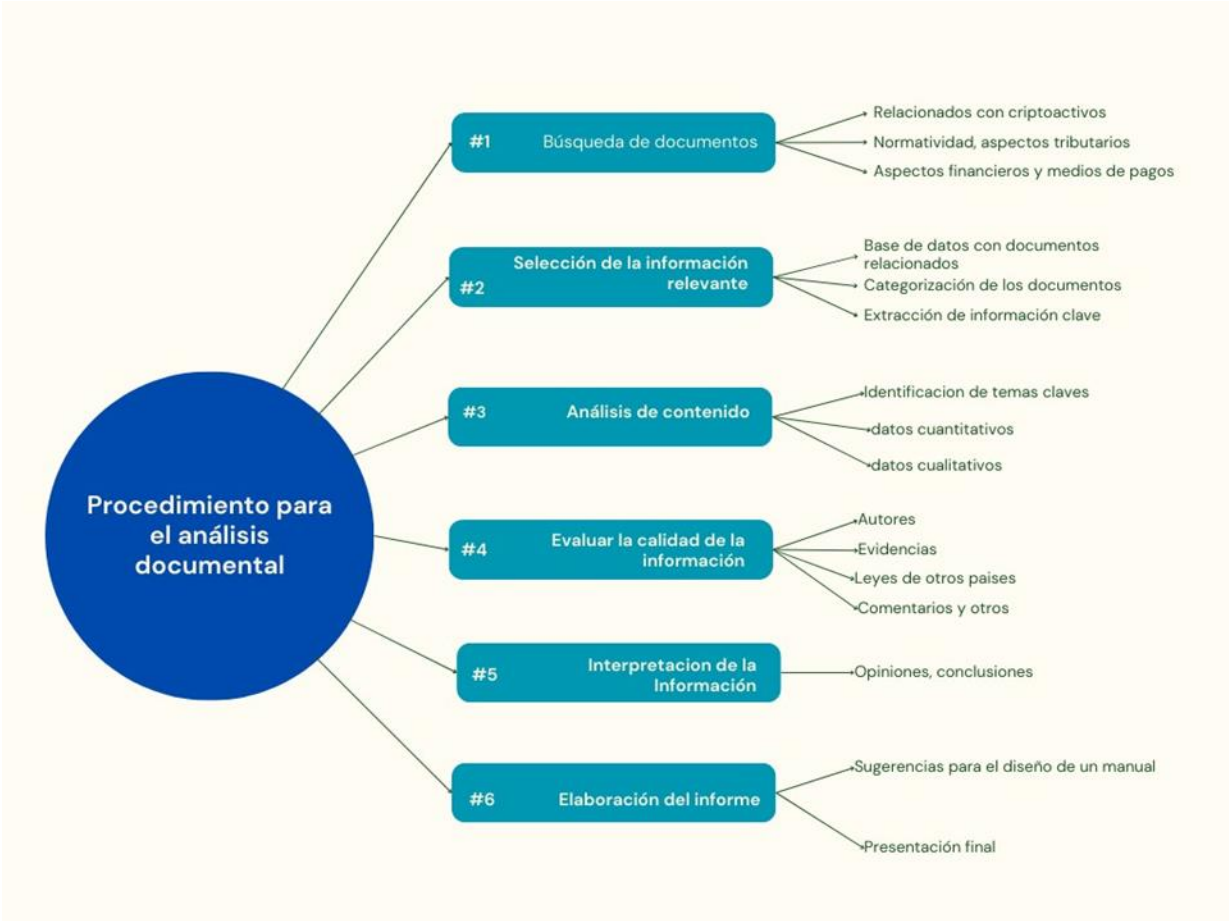 Procedimiento para
el análisis
documental
#1 Búsqueda de documentos
Relacionados con criptoactivos
Normatividad, aspectos tributarios
Aspectos financieros y medios de pagos
#2 Selección de la información
relevante
Base de datos con documentos
relacionados
Categorización de los documentos
Extracción de información clave
#3 Análisis de contenido
Identificacion de temas claves
datos cuantitativos
datos cualitativos
#4 Evaluar la calidad de la
información
Autores
Evidencias
Leyes de otros paises
Comentarios y otros
#5 Interpretacion de la
Información
Opiniones, conclusiones
#6 Elaboración del informe
Sugerencias para el diseño de un manual
Presentación final